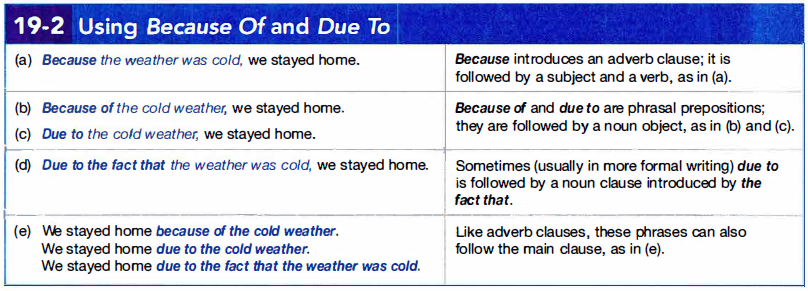 19-2 Using Because Of and Due To
(a) Because the weather was cold, we stayed home.
Because introduces an adverb clause; it is
followed by a subject and a verb, as in (a).
(b) Because of the cold weather, we stayed home.
(c) Due to the cold weather, we stayed home.
Because of and due to are phrasal prepositions;
they are followed by a noun object, as in (b) and (c).
(d) Due to the fact that the weather was cold, we stayed home.
Sometimes (usually in more formal writing) due to
is followed by a noun clause introduced by the
fact that.
(e) We stayed home because of the cold weather.
We stayed home due to the cold weather.
We stayed home due to the fact that the weather was cold.
Like adverb clauses, these phrases can also
follow the main clause, as in (e).